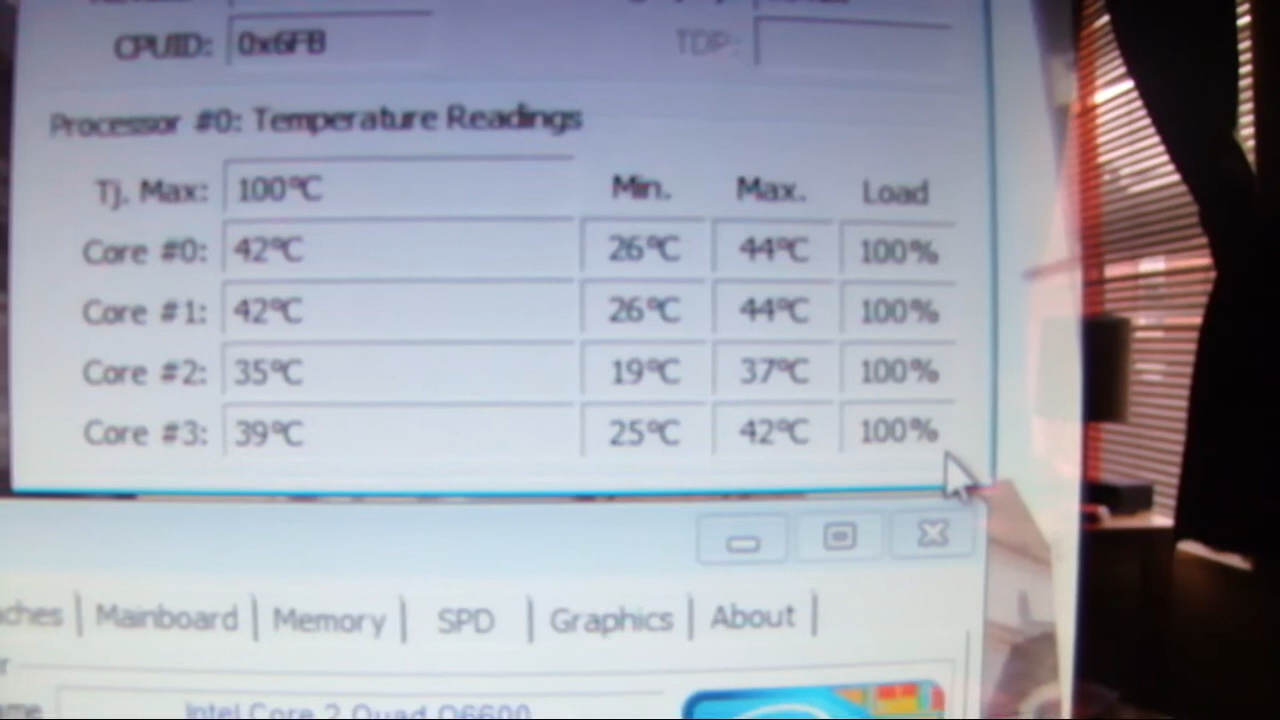 CPUID: 0x6FB TDP:
Processor #0: Temperature Readings
Tj. Max: 100°C Min. Max. Load
Core #0: 42°C 26°C 44°C 100%
Core #1: 42°C 26°C 44°C 100%
Core #2: 35°C 19°C 37°C 100%
Core #3: 39°C 25°C 42°C 100%
Mainboard Memory SPD Graphics About
Intel Core 2 Quad Q6600